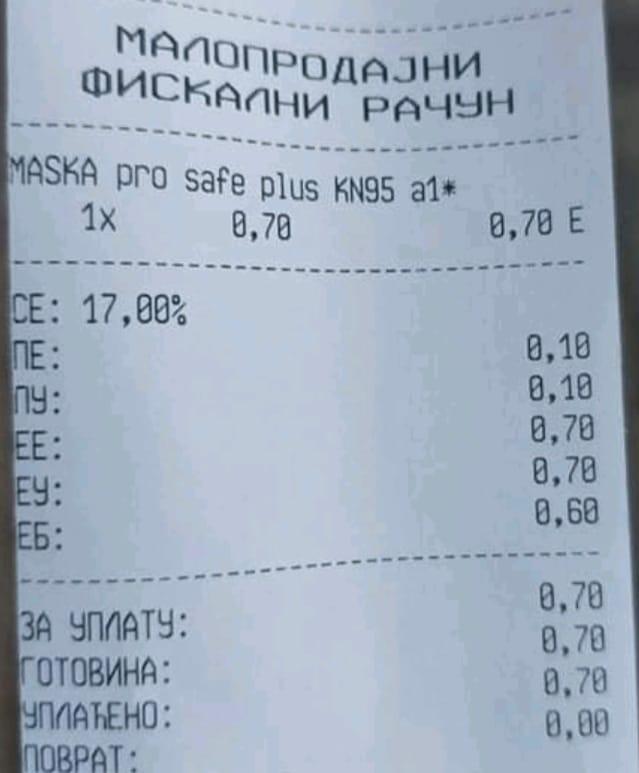 МАЛОПРОДАЈНИ
ФИСКАЛНИ РАЧУН
MASKA pro safe plus KN95 a1*
1x 0,70 0,70 E
СЕ: 17,00%
ПЕ: 0,10
ПУ: 0,10
ЕЕ: 0,70
ЕУ: 0,70
ЕБ: 0,60
ЗА УПЛАТУ: 0,70
ГОТОВИНА: 0,70
УПЛАЋЕНО: 0,70
ПОВРАТ: 0,00